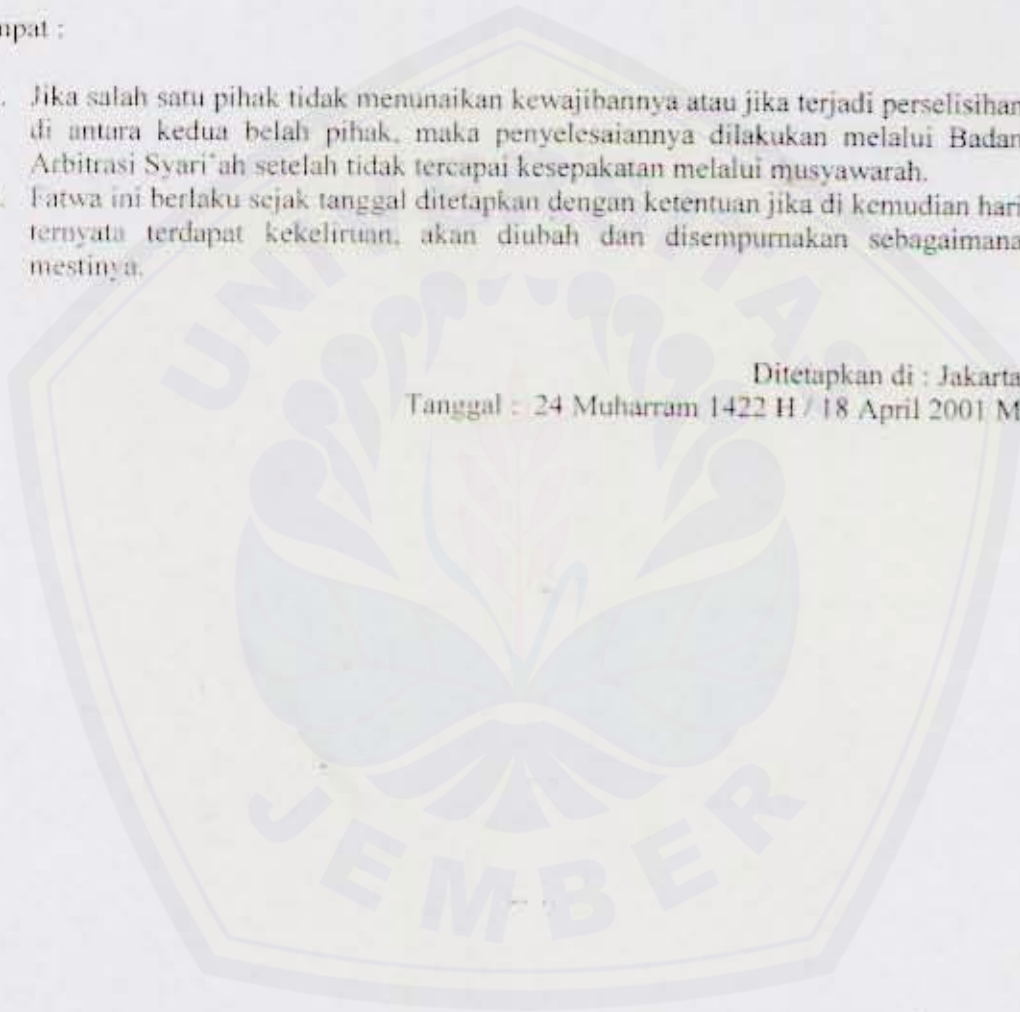 mpat :
. Jika salah satu pihak tidak menunaikan kewajibannya atau jika terjadi perselisihan
di antara kedua belah pihak, maka penyelesaiannya dilakukan melalui Badan
Arbitrasi Syari'ah setelah tidak tercapai kesepakatan melalui musyawarah.
. Fatwa ini berlaku sejak tanggal ditetapkan dengan ketentuan jika di kemudian hari
ternyata terdapat kekeliruan, akan diubah dan disempurnakan sebagaimana
mestinya.
Ditetapkan di : Jakarta
Tanggal : 24 Muharram 1422 H / 18 April 2001 M
UNIVERSITAS
JEMBER